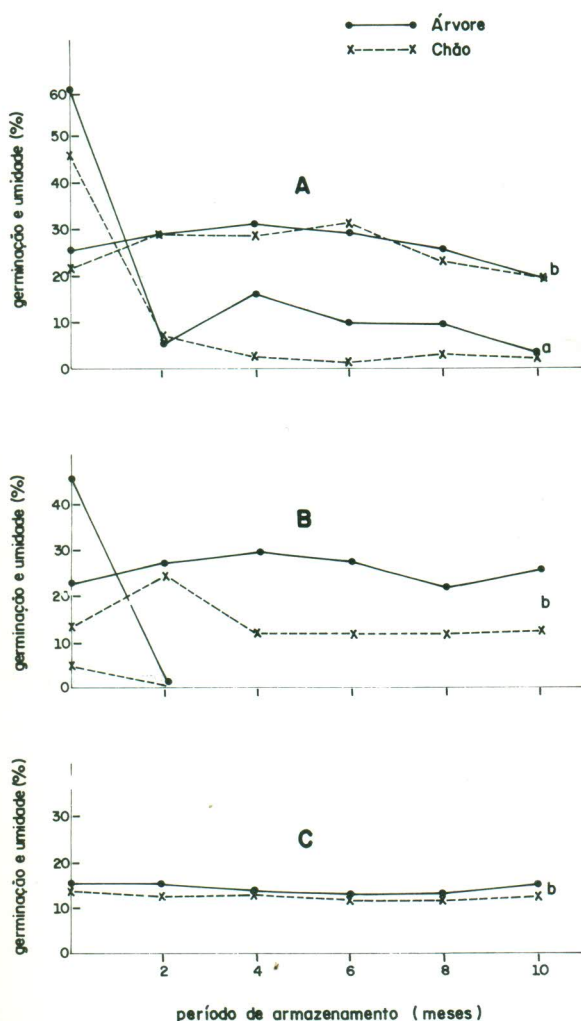 Árvore
Chão
germinação e umidade (%)
60
50
40
30
20
10
0
A
b
a
2
4
6
8
10
germinação e umidade (%)
40
30
20
10
0
B
b
germinação e umidade (%)
30
20
10
0
C
b
2
4
6
8
10
período de armazenamento (meses)